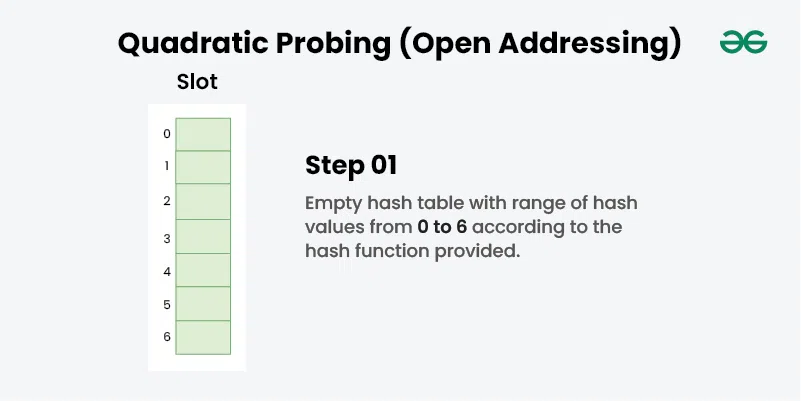 Quadratic Probing (Open Addressing)
Slot
0
1
2
3
4
5
6
Step 01
Empty hash table with range of hash
values from 0 to 6 according to the
hash function provided.